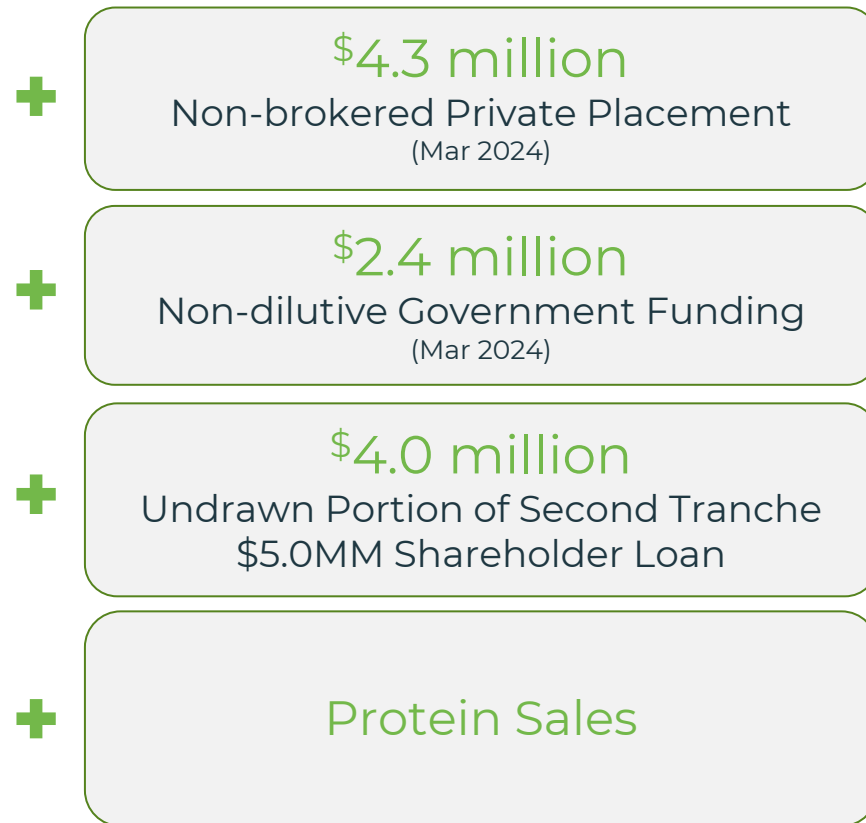 $4.3 million
Non-brokered Private Placement
(Mar 2024)
$2.4 million
Non-dilutive Government Funding
(Mar 2024)
$4.0 million
Undrawn Portion of Second Tranche
$5.0MM Shareholder Loan
Protein Sales